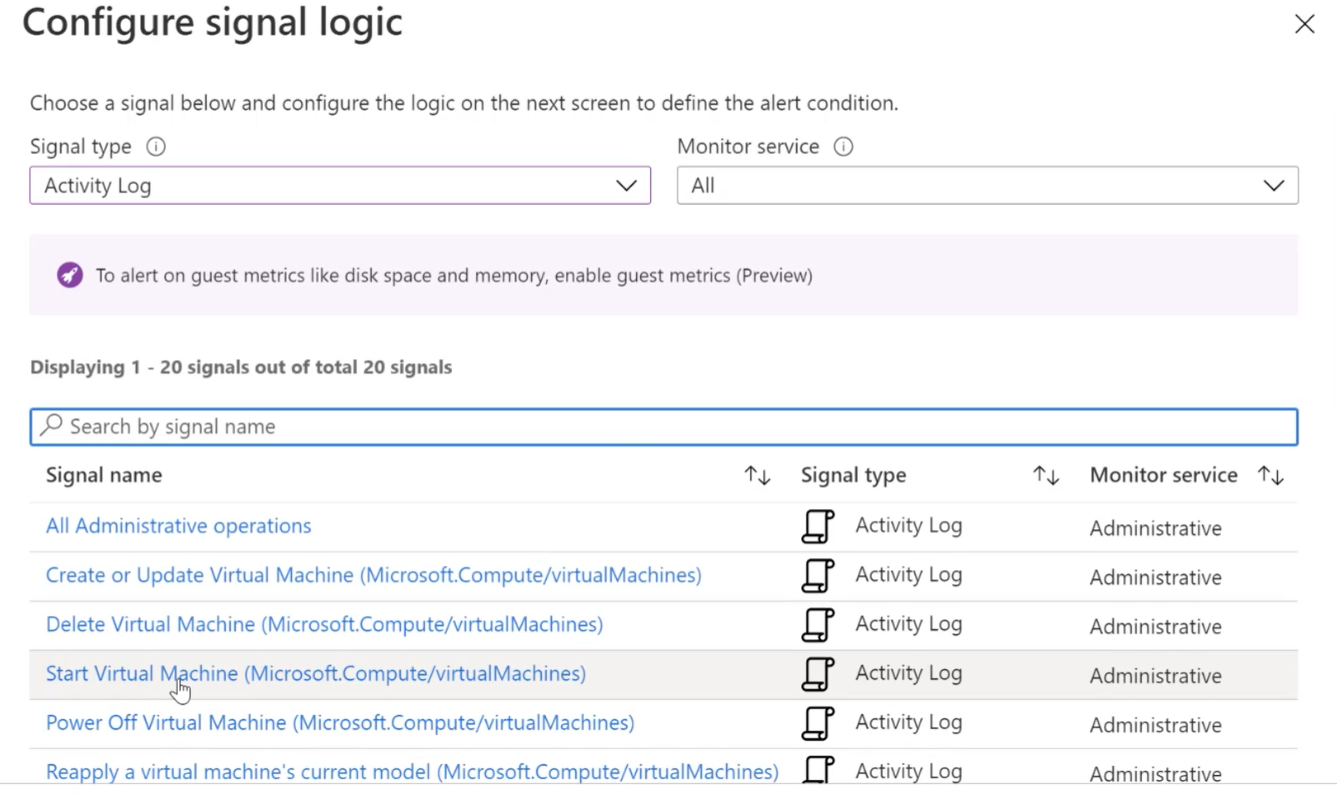 Configure signal logic
Choose a signal below and configure the logic on the next screen to define the alert condition.
Signal type
Monitor service
Activity Log
All
To alert on guest metrics like disk space and memory, enable guest metrics (Preview)
Displaying 1 - 20 signals out of total 20 signals
Search by signal name
Signal name Signal type Monitor service
All Administrative operations Activity Log Administrative
Create or Update Virtual Machine (Microsoft.Compute/virtualMachines) Activity Log Administrative
Delete Virtual Machine (Microsoft.Compute/virtualMachines) Activity Log Administrative
Start Virtual Machine (Microsoft.Compute/virtualMachines) Activity Log Administrative
Power Off Virtual Machine (Microsoft.Compute/virtualMachines) Activity Log Administrative
Reapply a virtual machine's current model (Microsoft.Compute/virtualMachines) Activity Log Administrative